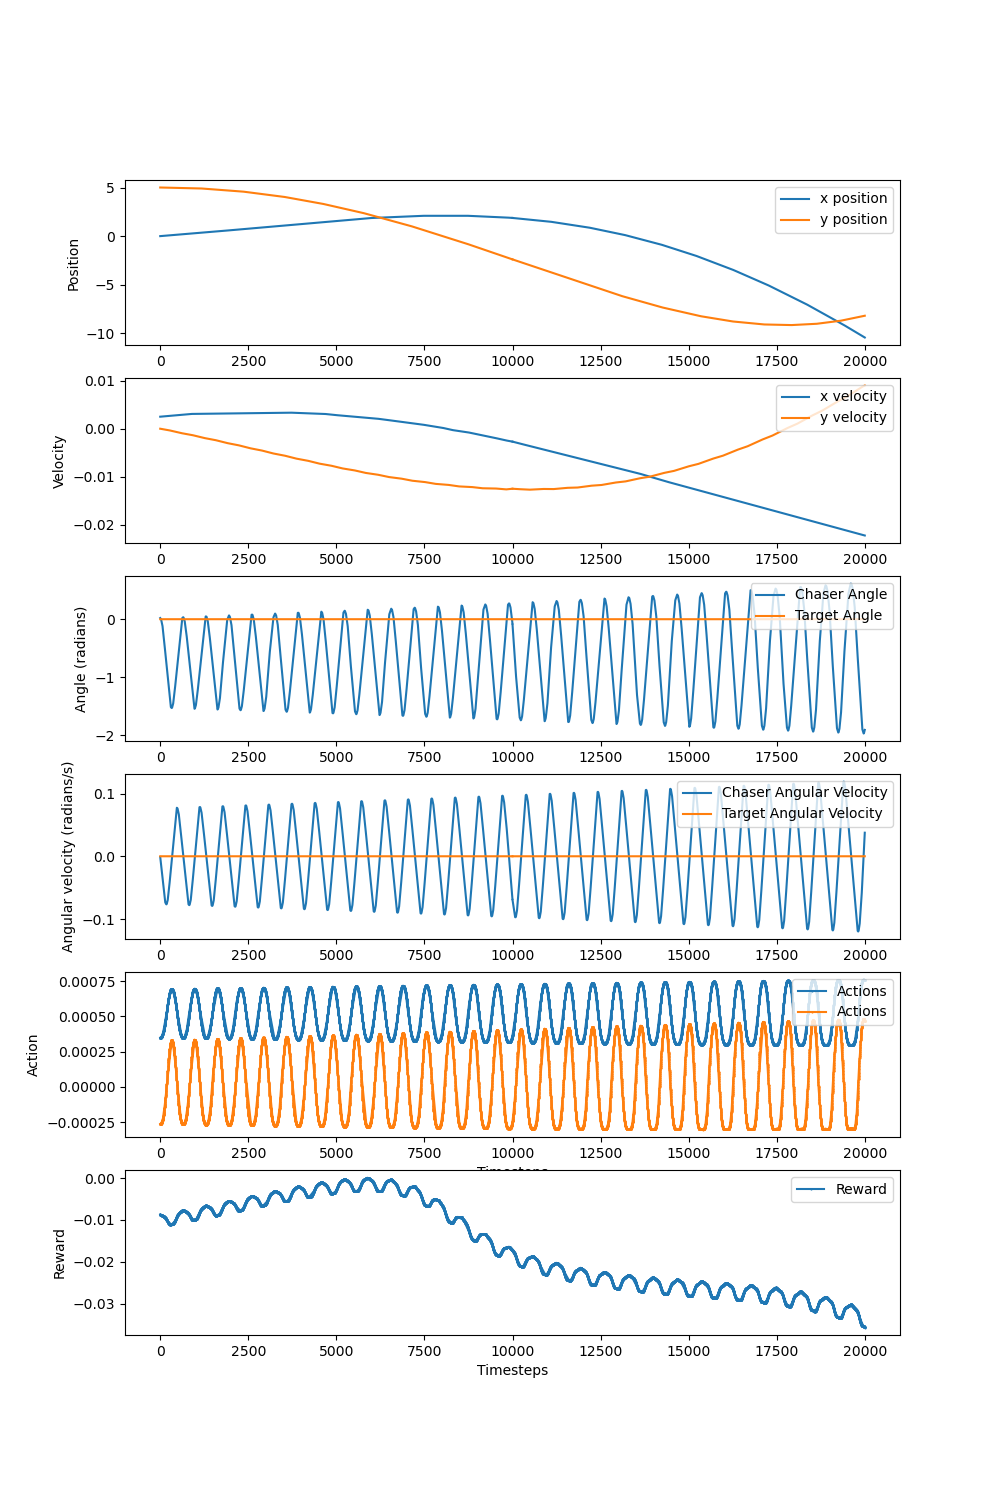 5
0
−5
−10
Position
x position
y position
0 2500 5000 7500 10000 12500 15000 17500 20000
0.01
0.00
−0.01
−0.02
Velocity
x velocity
y velocity
0 2500 5000 7500 10000 12500 15000 17500 20000
0
−1
−2
Angle (radians)
Chaser Angle
Target Angle
0 2500 5000 7500 10000 12500 15000 17500 20000
0.1
0.0
−0.1
Angular velocity (radians/s)
Chaser Angular Velocity
Target Angular Velocity
0 2500 5000 7500 10000 12500 15000 17500 20000
0.00075
0.00050
0.00025
0.00000
−0.00025
Action
Actions
Actions
0 2500 5000 7500 10000 12500 15000 17500 20000
Timesteps
0.00
−0.01
−0.02
−0.03
Reward
Reward
0 2500 5000 7500 10000 12500 15000 17500 20000
Timesteps